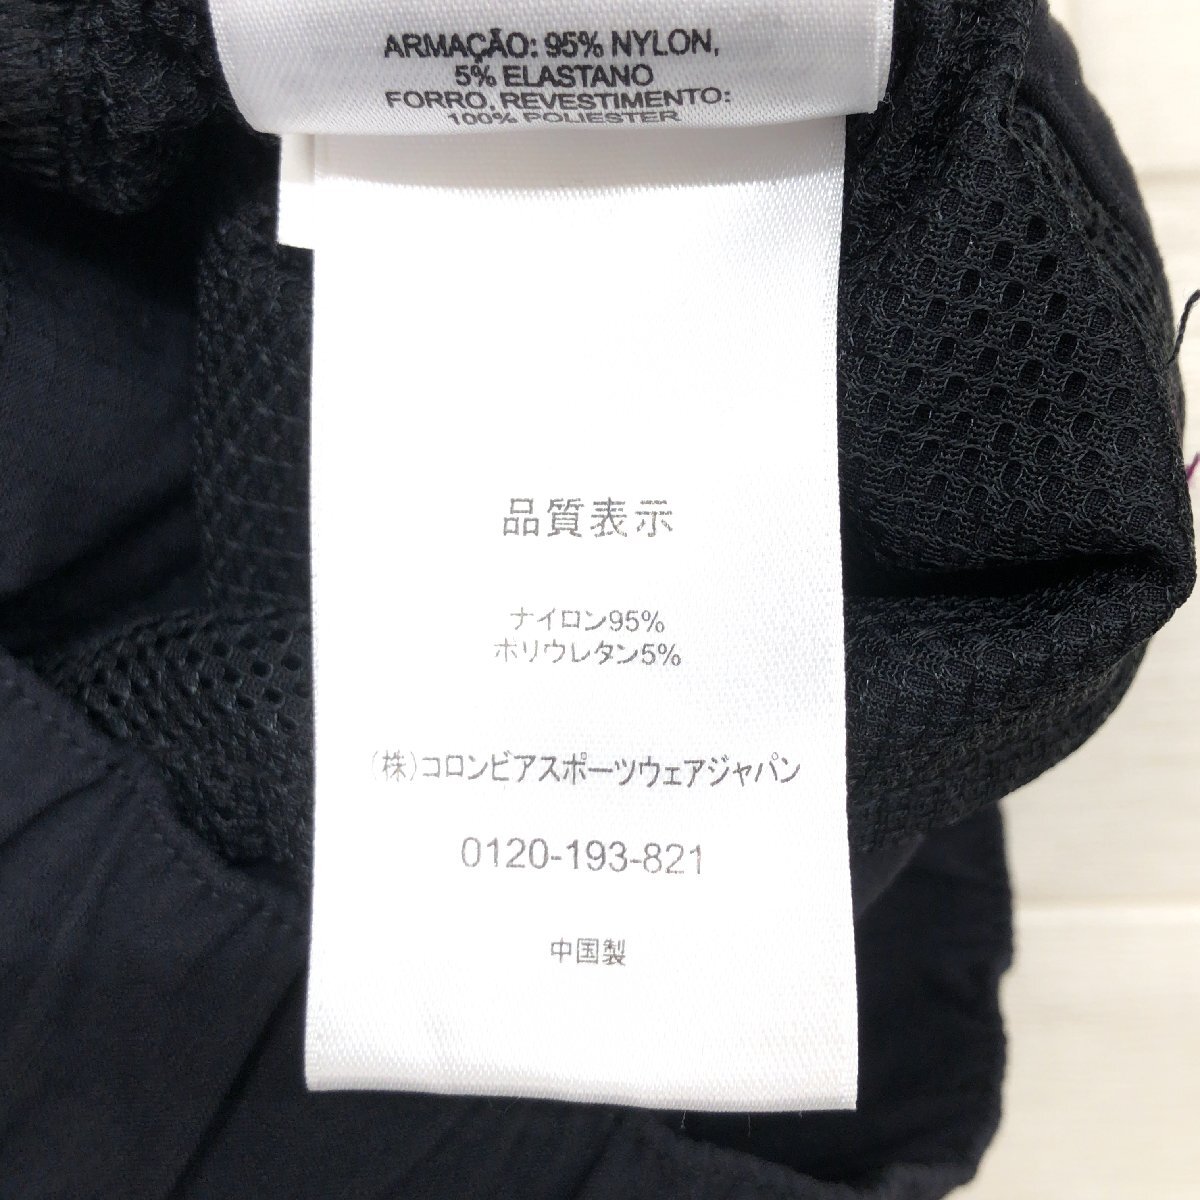 ARMAÇÃO: 95% NYLON,
5% ELASTANO
FORRO, REVESTIMENTO:
100% POLIESTER
品質表示
ナイロン95%
ポリウレタン5%
(株)コロンビアスポーツウェアジャパン
0120-193-821
中国製